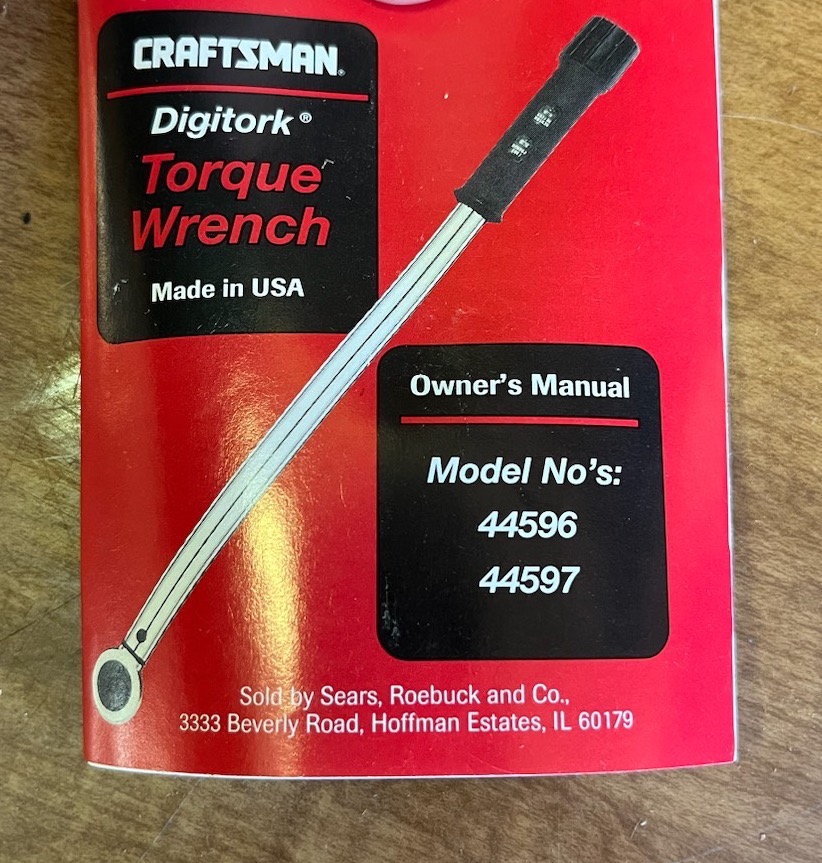 CRAFTSMAN®
Digitork®
Torque
Wrench
Made in USA
Owner's Manual
Model No's:
44596
44597
Sold by Sears, Roebuck and Co.,
3333 Beverly Road, Hoffman Estates, IL 60179